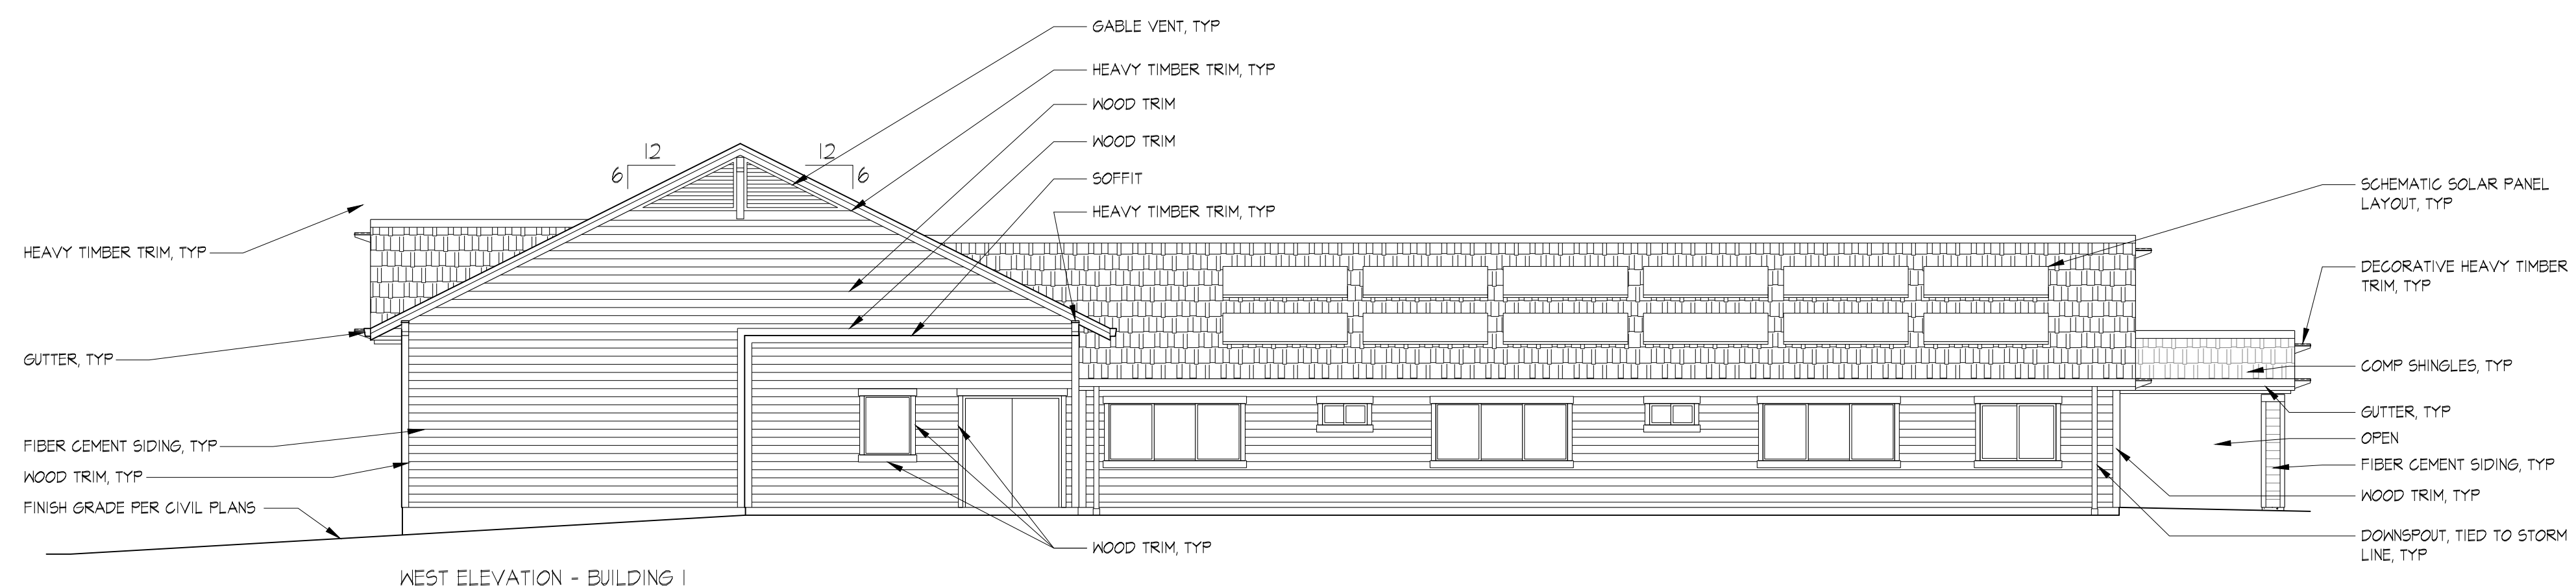 GABLE VENT, TYP
HEAVY TIMBER TRIM, TYP
WOOD TRIM
WOOD TRIM
SOFFIT
HEAVY TIMBER TRIM, TYP
12
6
12
6
HEAVY TIMBER TRIM, TYP
GUTTER, TYP
FIBER CEMENT SIDING, TYP
WOOD TRIM, TYP
FINISH GRADE PER CIVIL PLANS
WOOD TRIM, TYP
SCHEMATIC SOLAR PANEL
LAYOUT, TYP
DECORATIVE HEAVY TIMBER
TRIM, TYP
COMP SHINGLES, TYP
GUTTER, TYP
OPEN
FIBER CEMENT SIDING, TYP
WOOD TRIM, TYP
DOWNSPOUT, TIED TO STORM
LINE, TYP
WEST ELEVATION - BUILDING 1